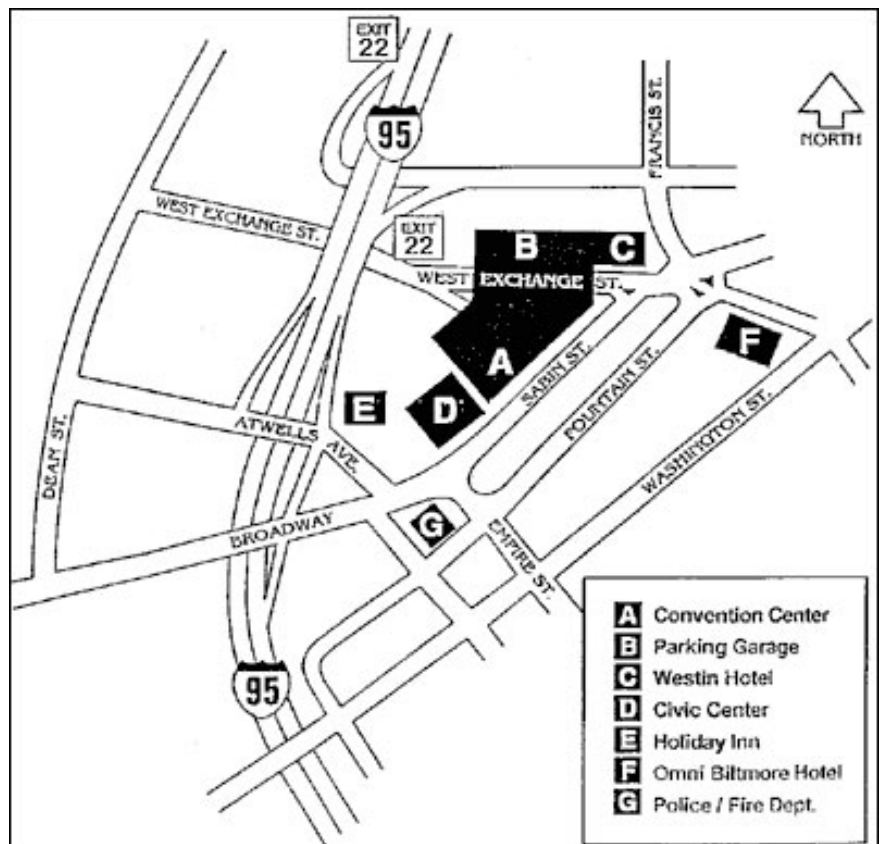 EXIT
22
95
FRANCIS ST.
NORTH
WEST EXCHANGE ST.
EXIT
22
B
C
WEST EXCHANGE ST.
A
SABIN ST.
F
FOUNTAIN ST.
E
D
WASHINGTON ST.
DEAN ST.
ATWELLS AVE.
BROADWAY
G
EMPIRE ST.
95
A Convention Center
B Parking Garage
C Westin Hotel
D Civic Center
E Holiday Inn
F Omni Biltmore Hotel
G Police / Fire Dept.